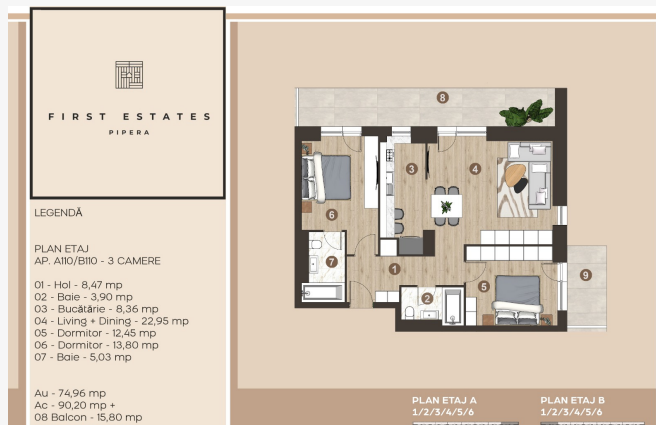 FIRST ESTATES
PIPERA
LEGENDĂ
PLAN ETAJ
AP. A110/B110 - 3 CAMERE
01 - Hol - 8,47 mp
02 - Baie - 3,90 mp
03 - Bucătărie - 8,36 mp
04 - Living + Dining - 22,95 mp
05 - Dormitor - 12,45 mp
06 - Dormitor - 13,80 mp
07 - Baie - 5,03 mp
Au - 74,96 mp
Ac - 90,20 mp +
08 Balcon - 15,80 mp
8
3
4
6
7
1
2
5
9
PLAN ETAJ A
1/2/3/4/5/6
PLAN ETAJ B
1/2/3/4/5/6